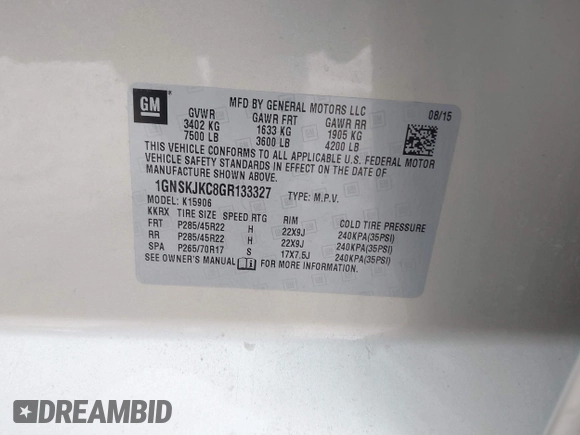 GM
MFD BY GENERAL MOTORS LLC
08/15
GVWR GAWR FRT GAWR RR
3402 KG 1633 KG 1905 KG
7500 LB 3600 LB 4200 LB
THIS VEHICLE CONFORMS TO ALL APPLICABLE U.S. FEDERAL MOTOR
VEHICLE SAFETY STANDARDS IN EFFECT ON THE DATE OF
MANUFACTURE SHOWN ABOVE.
1GNSKJKC8GR133327 TYPE: M.P.V.
MODEL: K15906
KKRX TIRE SIZE SPEED RTG RIM COLD TIRE PRESSURE
FRT P285/45R22 H 22X9J 240KPA(35PSI)
RR P285/45R22 H 22X9J 240KPA(35PSI)
SPA P265/70R17 S 17X7.5J 240KPA(35PSI)
SEE OWNER'S MANUAL FOR MORE INFORMATION.
DREAMBID